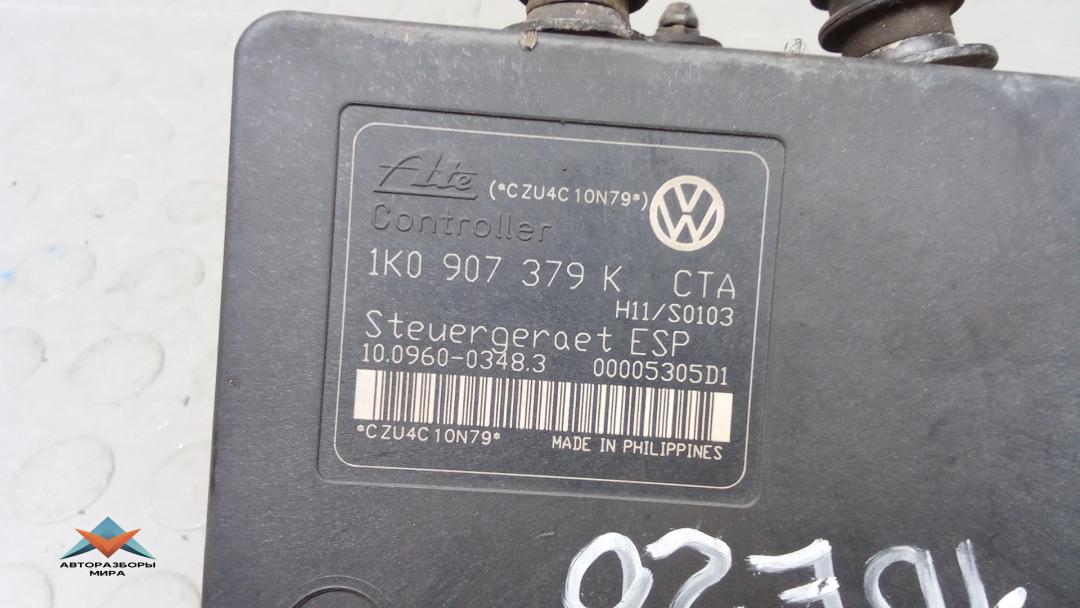 Ate (*CZU4C10N79*)
Controller
1K0 907 379 K CTA
H11/S0103
Steuergeraet ESP
10.0960-0348.3 00005305D1
*CZU4C10N79*
MADE IN PHILIPPINES
АВТОРАЗБОРЫ
МИРА